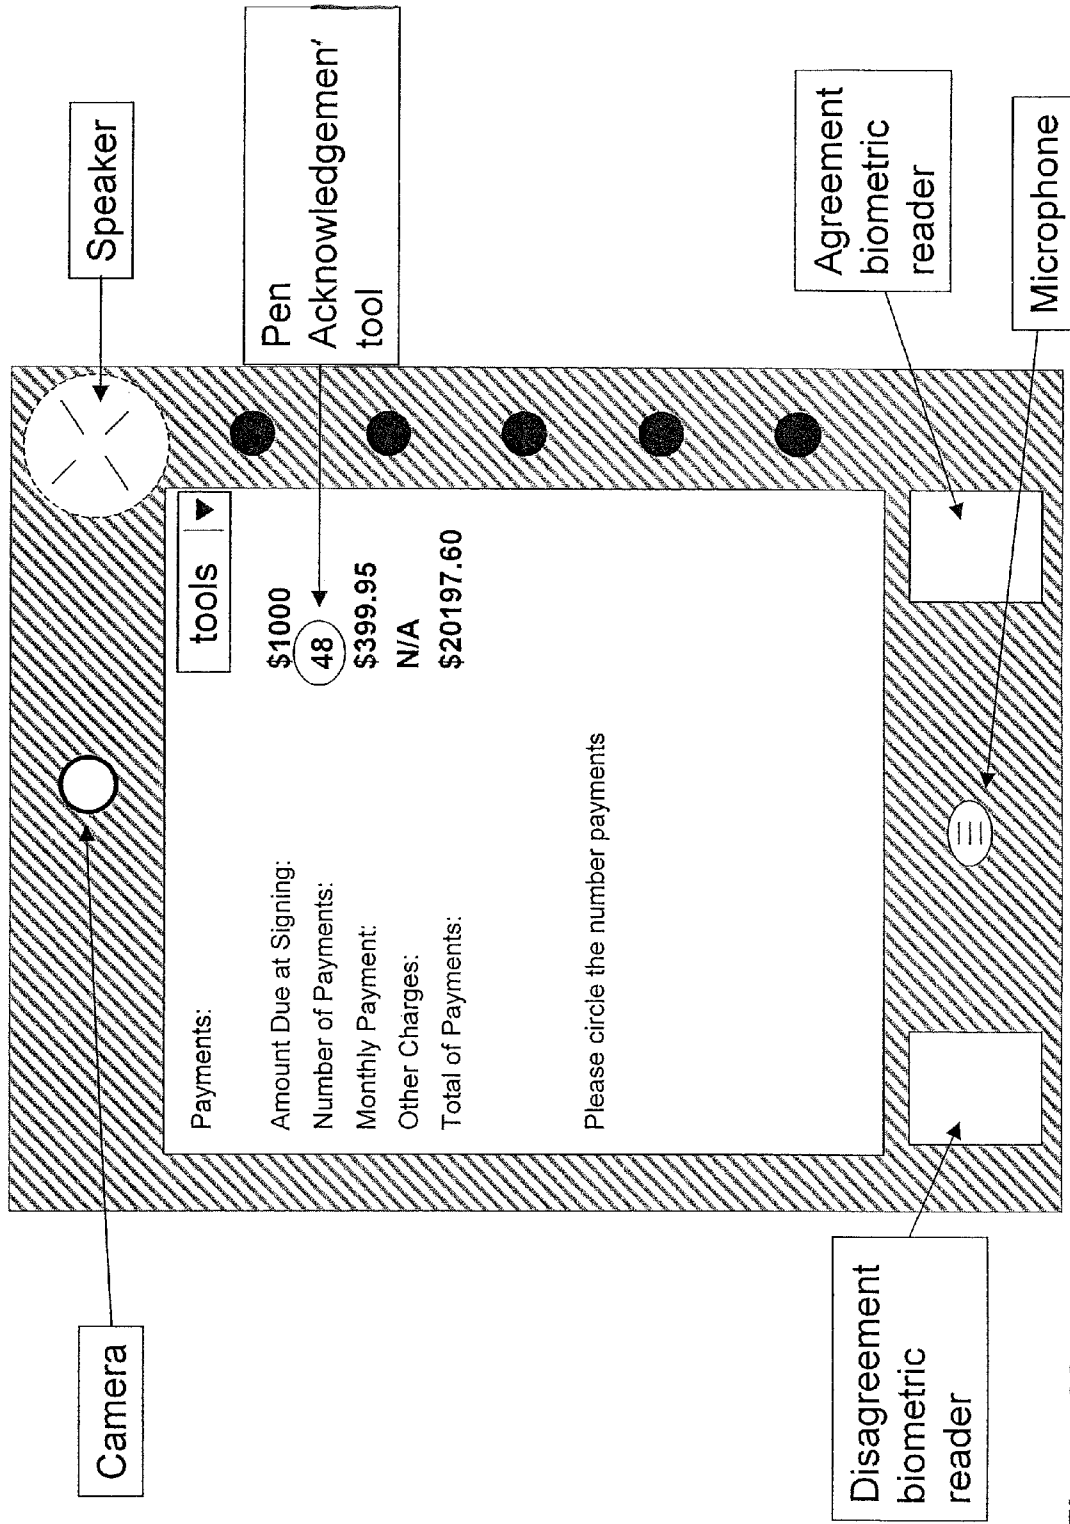 Camera
Speaker
tools
Payments:
Amount Due at Signing: $1000
Number of Payments: 48
Monthly Payment: $399.95
Other Charges: N/A
Total of Payments: $20197.60
Please circle the number payments
Pen
Acknowledgemen
tool
Disagreement
biometric
reader
Agreement
biometric
reader
Microphone